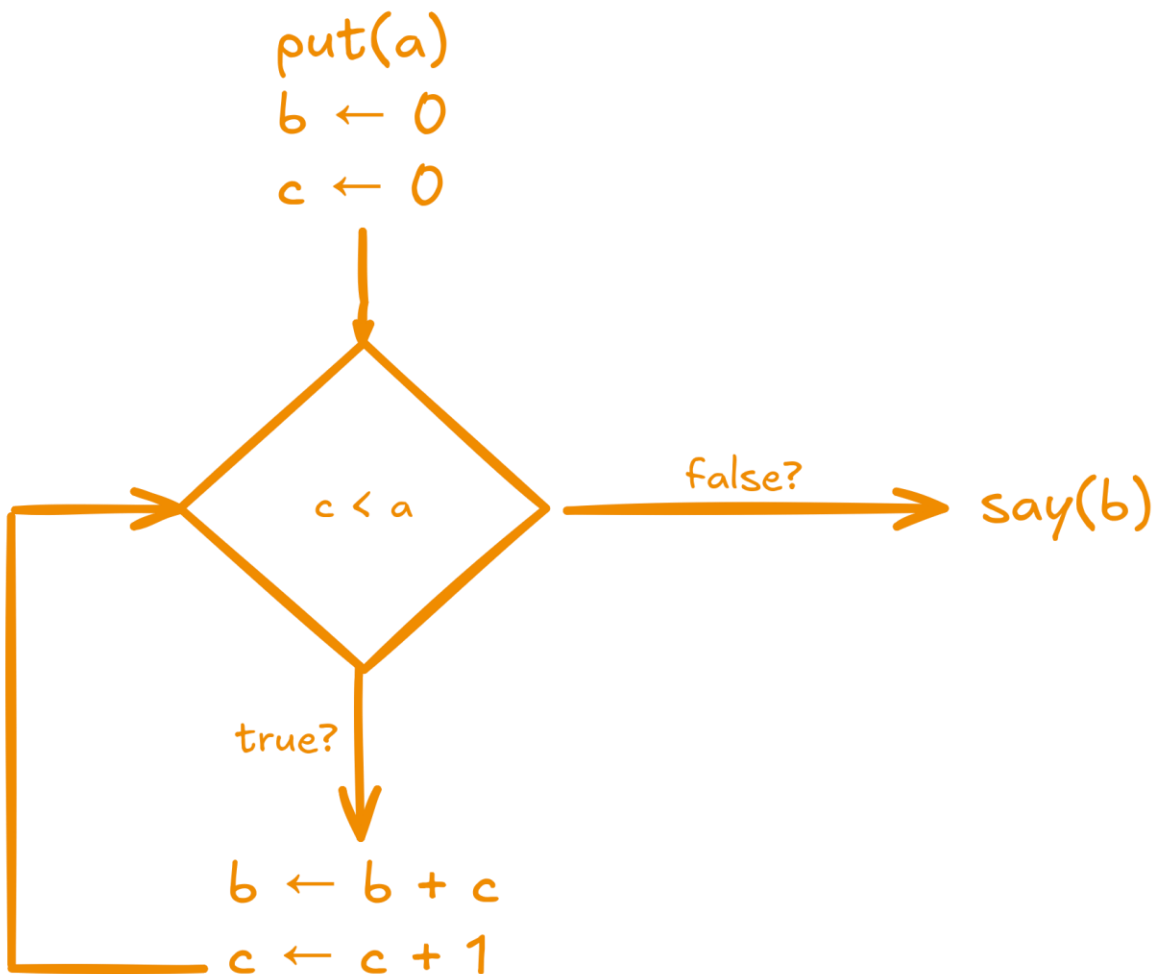 put(a)
b ← 0
c ← 0
c < a
false?
say(b)
true?
b ← b + c
c ← c + 1